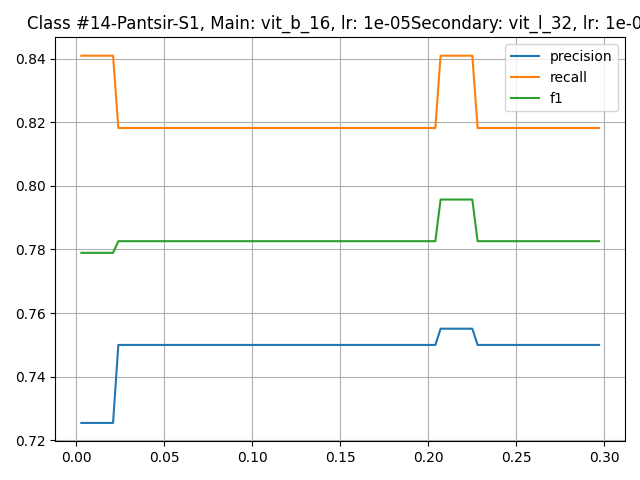 Class #14-Pantsir-S1, Main: vit_b_16, lr: 1e-05Secondary: vit_l_32, lr: 1e-0
precision
recall
f1
0.84
0.82
0.80
0.78
0.76
0.74
0.72
0.00 0.05 0.10 0.15 0.20 0.25 0.30